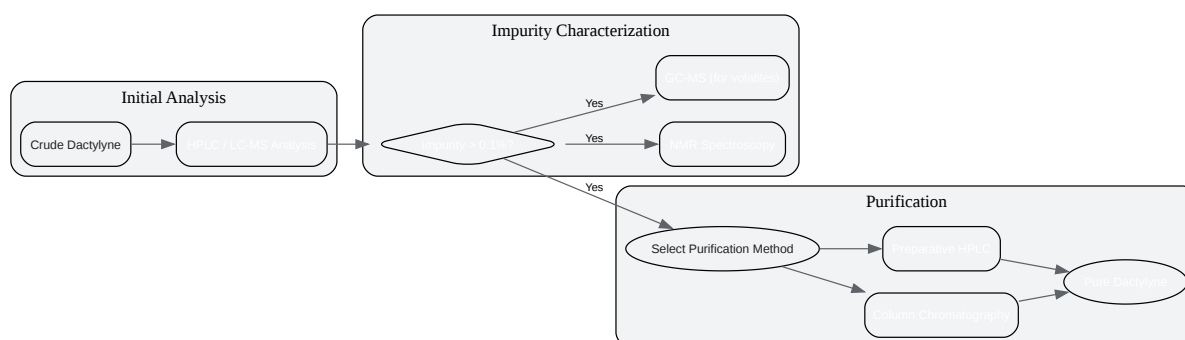 Impurity Characterization
GC-MS (for volatiles)
Initial Analysis
Yes
Crude Dactylyne
HPLC / LC-MS Analysis
Impurity > 0.1%?
Yes
NMR Spectroscopy
Yes
Purification
Select Purification Method
Preparative HPLC
Pure Dactylyne
Column Chromatography